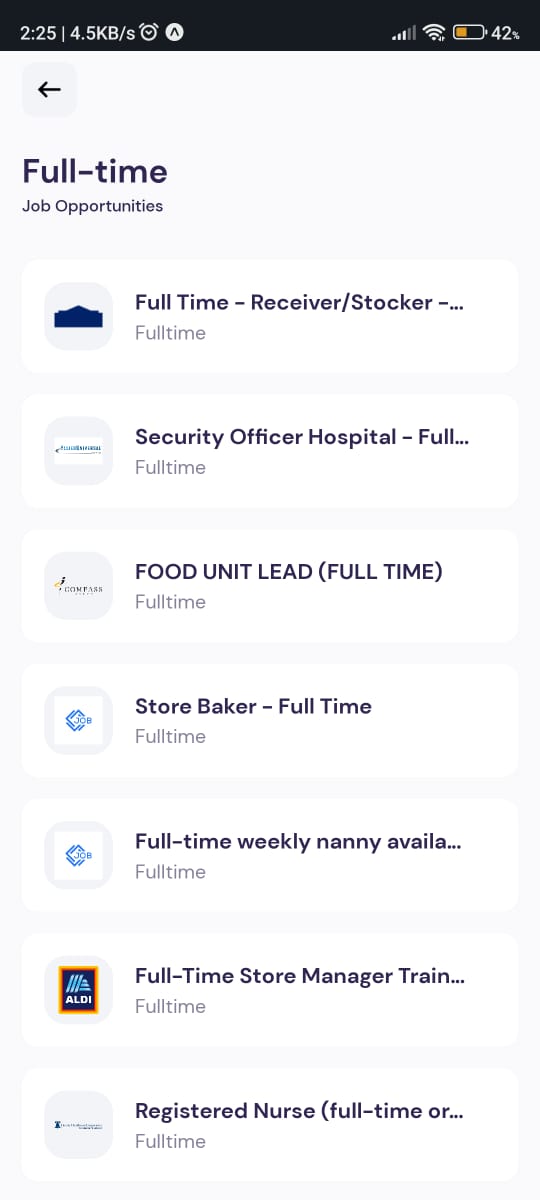 2:25 | 4.5KB/s
42%
Full-time
Job Opportunities
Full Time - Receiver/Stocker -...
Fulltime
Security Officer Hospital - Full...
Fulltime
COMPASS
FOOD UNIT LEAD (FULL TIME)
Fulltime
JOB
Store Baker - Full Time
Fulltime
JOB
Full-time weekly nanny availa...
Fulltime
ALDI
Full-Time Store Manager Train...
Fulltime
Registered Nurse (full-time or...
Fulltime